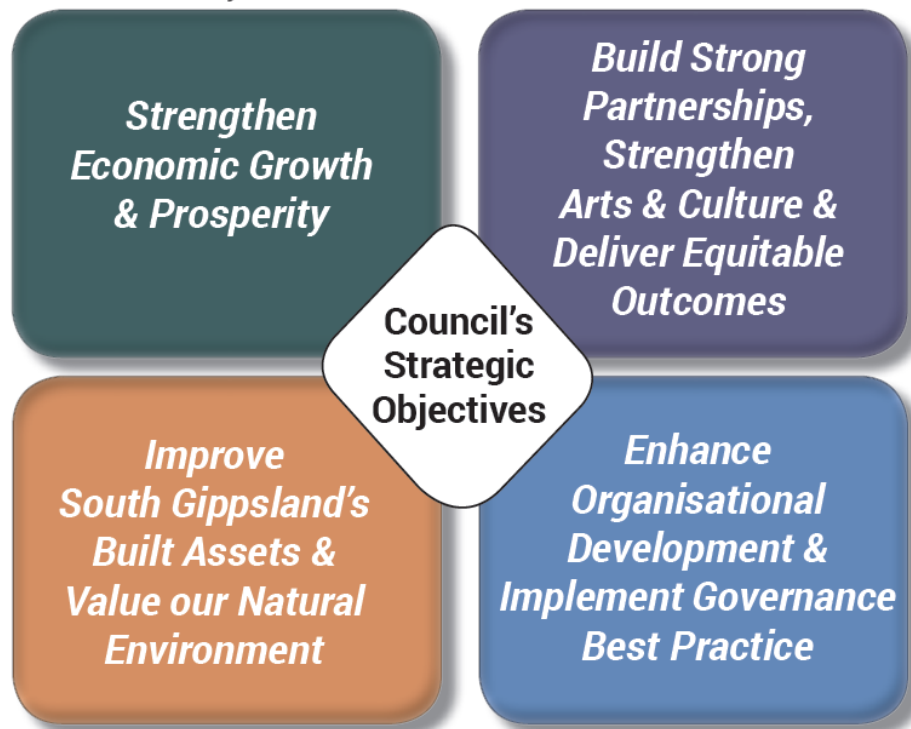 Strengthen
Economic Growth
& Prosperity
Build Strong
Partnerships,
Strengthen
Arts & Culture &
Deliver Equitable
Outcomes
Council's
Strategic
Objectives
Improve
South Gippsland's
Built Assets &
Value our Natural
Environment
Enhance
Organisational
Development &
Implement Governance
Best Practice